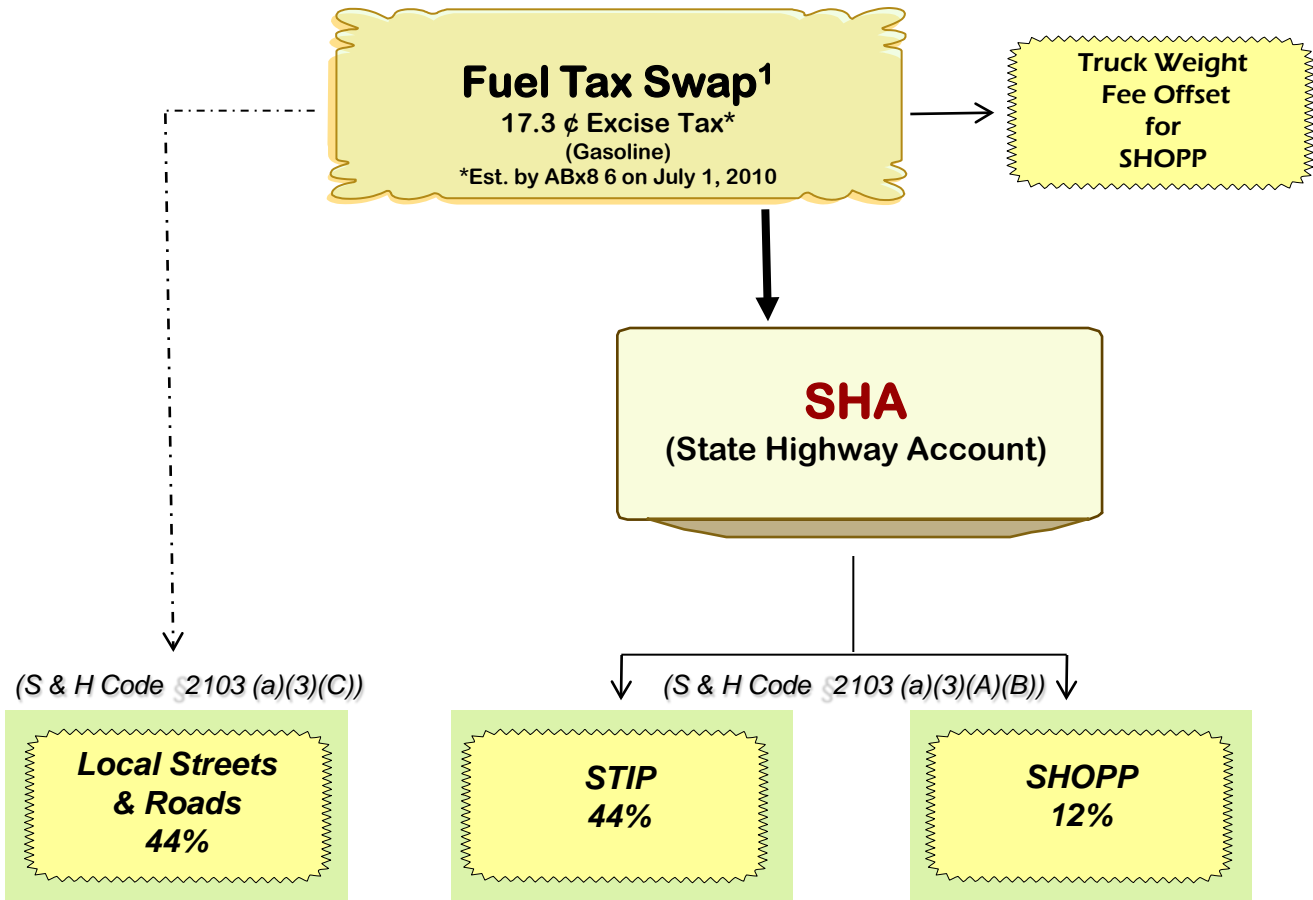 Fuel Tax Swap¹
17.3 ¢ Excise Tax*
(Gasoline)
*Est. by ABx8 6 on July 1, 2010
Truck Weight
Fee Offset
for
SHOPP
SHA
(State Highway Account)
(S & H Code §2103 (a)(3)(C))
(S & H Code §2103 (a)(3)(A)(B))
Local Streets
& Roads
44%
STIP
44%
SHOPP
12%